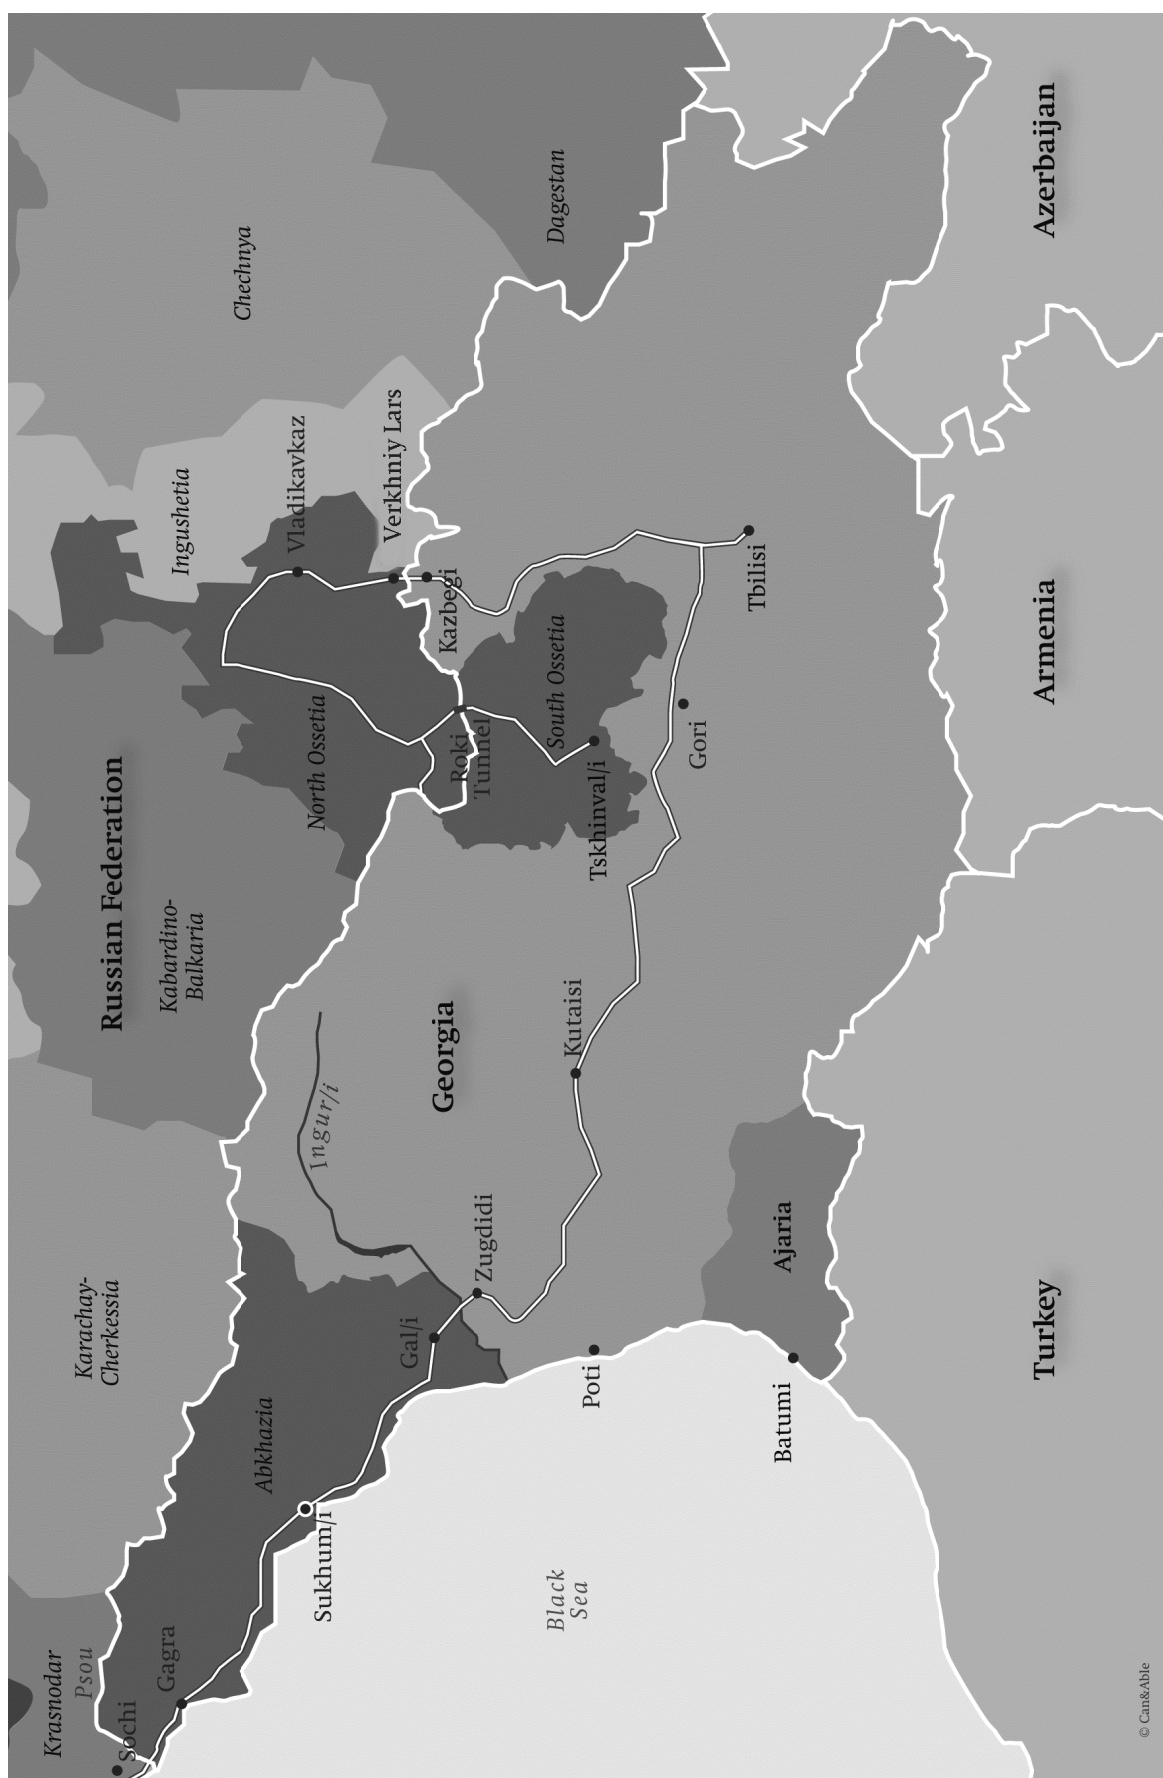 Krasnodar
Psou
Sochi
Gagra
Karachay-
Cherkessia
Abkhazia
Sukhum/i
Gal/i
Zugdidi
Ingur/i
Russian Federation
Kabardino-
Balkaria
North Ossetia
Ingushetia
Vladikavkaz
Chechnya
Verkhniy Lars
Kazbegi
Roki
Tunnel
South Ossetia
Dagestan
Tskhinval/i
Georgia
Kutaisi
Gori
Tbilisi
Black
Sea
Poti
Batumi
Ajaria
Turkey
Armenia
Azerbaijan
© Can&Able